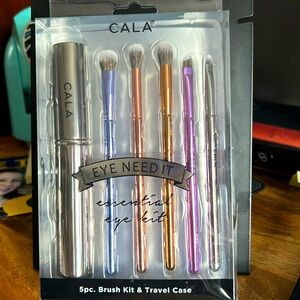 CALA
CALA
EYE NEED IT
essential
eye kit
5pc. Brush Kit & Travel Case